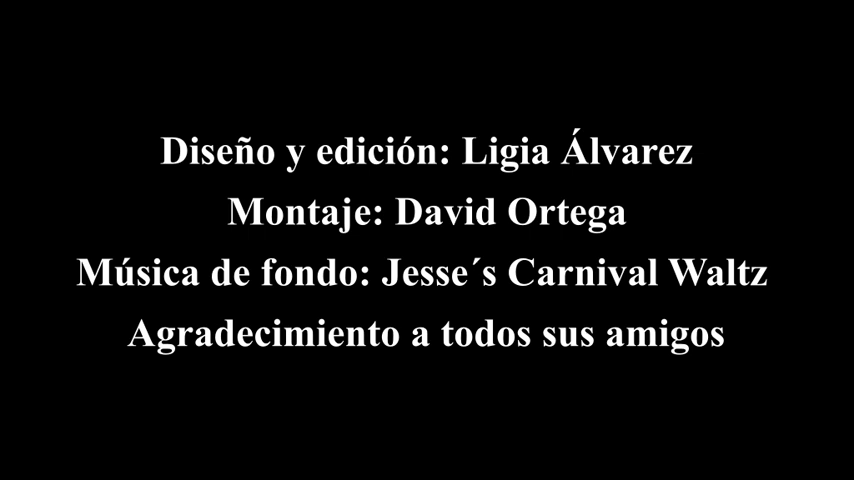 Diseño y edición: Ligia Álvarez
Montaje: David Ortega
Música de fondo: Jesse´s Carnival Waltz
Agradecimiento a todos sus amigos